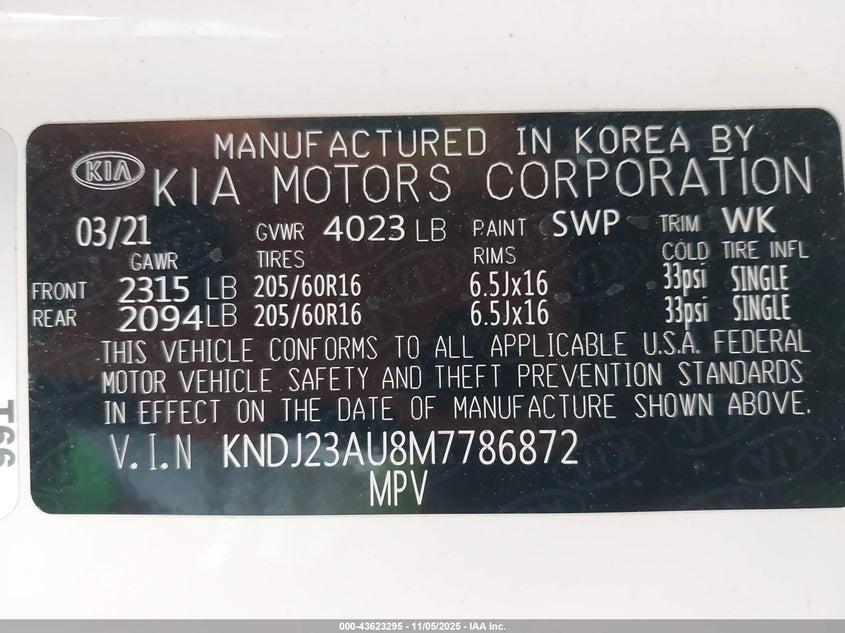 MANUFACTURED IN KOREA BY
KIA KIA MOTORS CORPORATION
03/21 GVWR 4023 LB PAINT SWP TRIM WK
GAWR TIRES RIMS COLD TIRE INFL
FRONT 2315 LB 205/60R16 6.5Jx16 33psi SINGLE
REAR 2094 LB 205/60R16 6.5Jx16 33psi SINGLE
THIS VEHICLE CONFORMS TO ALL APPLICABLE U.S.A. FEDERAL
MOTOR VEHICLE SAFETY AND THEFT PREVENTION STANDARDS
IN EFFECT ON THE DATE OF MANUFACTURE SHOWN ABOVE.
V.I.N KNDJ23AU8M7786872
MPV
T66
000-43623295 - 11/05/2025 - IAA Inc.